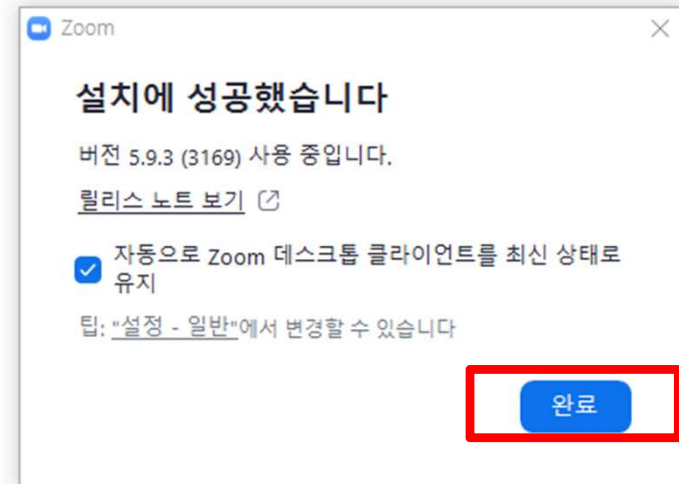 Zoom
설치에 성공했습니다
버전 5.9.3 (3169) 사용 중입니다.
릴리스 노트 보기
자동으로 Zoom 데스크톱 클라이언트를 최신 상태로
유지
팁: "설정 - 일반"에서 변경할 수 있습니다
완료